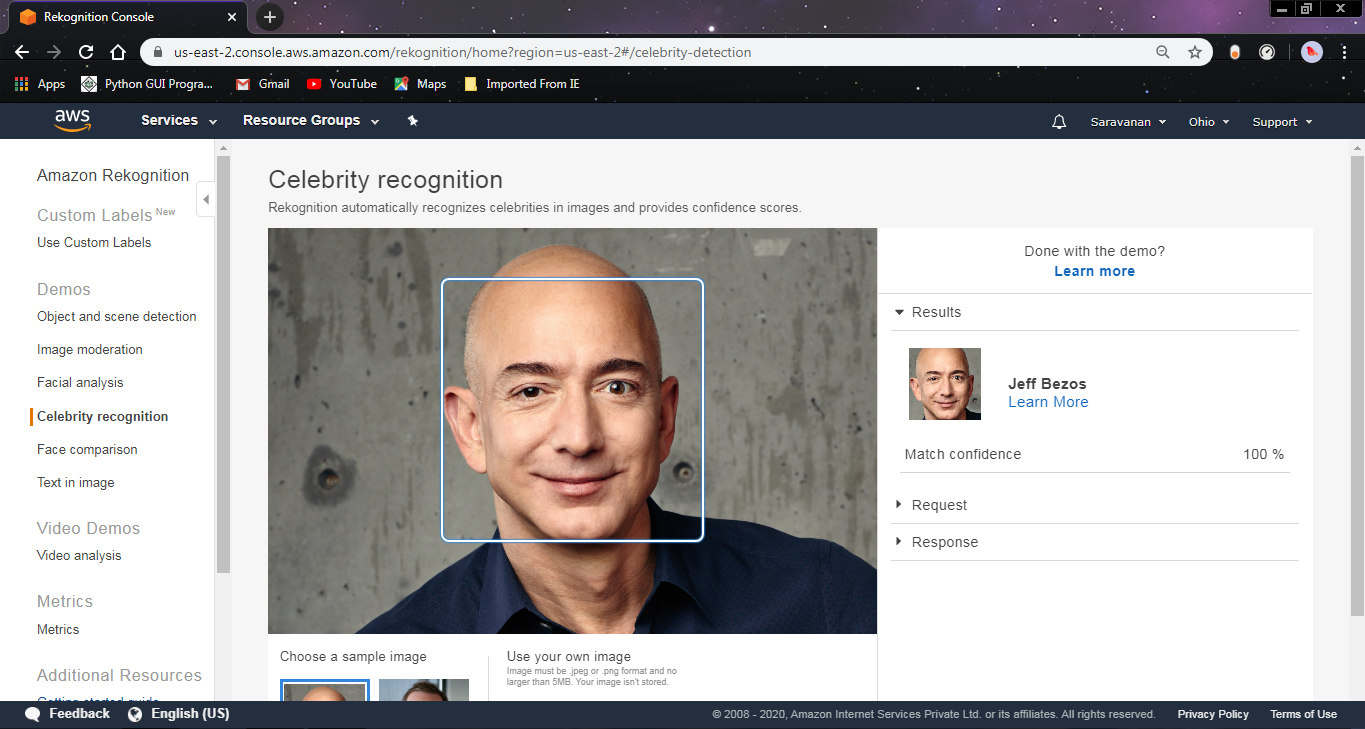 Rekognition Console
us-east-2.console.aws.amazon.com/rekognition/home?region=us-east-2#/celebrity-detection
Apps Python GUI Progra... Gmail YouTube Maps Imported From IE
aws Services Resource Groups Saravanan Ohio Support
Amazon Rekognition
Custom Labels New
Use Custom Labels
Demos
Object and scene detection
Image moderation
Facial analysis
Celebrity recognition
Face comparison
Text in image
Video Demos
Video analysis
Metrics
Metrics
Additional Resources
Getting started guide
Celebrity recognition
Rekognition automatically recognizes celebrities in images and provides confidence scores.
Choose a sample image
Use your own image
Image must be .jpeg or .png format and no
larger than 5MB. Your image isn't stored.
Done with the demo?
Learn more
Results
Jeff Bezos
Learn More
Match confidence 100 %
Request
Response
Feedback English (US) © 2008 - 2020, Amazon Internet Services Private Ltd. or its affiliates. All rights reserved. Privacy Policy Terms of Use